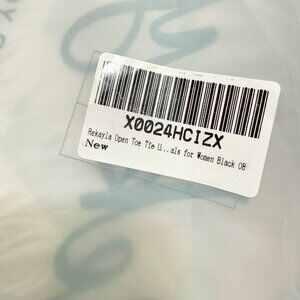 X0024HCIZX
Rekayla Open Toe Tie U...als for Women Black 08
New